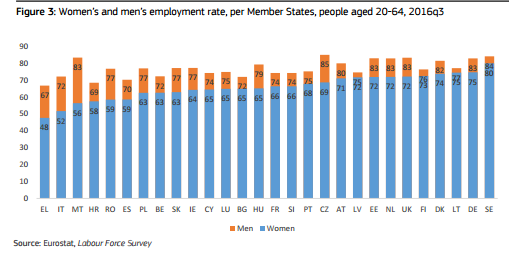 Figure 3: Women's and men's employment rate, per Member States, people aged 20-64, 2016q3
90
80
70
60
50
40
30
20
10
0
67 72 83 69 77 70 77 72 77 77 74 75 72 79 74 74 75 85 80 83 83 83 82 77 83 84
48 52 56 58 59 59 63 63 63 64 65 65 65 65 66 66 68 69 71 72 72 72 72 73 74 75 75 80
EL IT MT HR RO ES PL BE SK IE CY LU BG HU FR SI PT CZ AT LV EE NL UK FI DK LT DE SE
Men Women
Source: Eurostat, Labour Force Survey